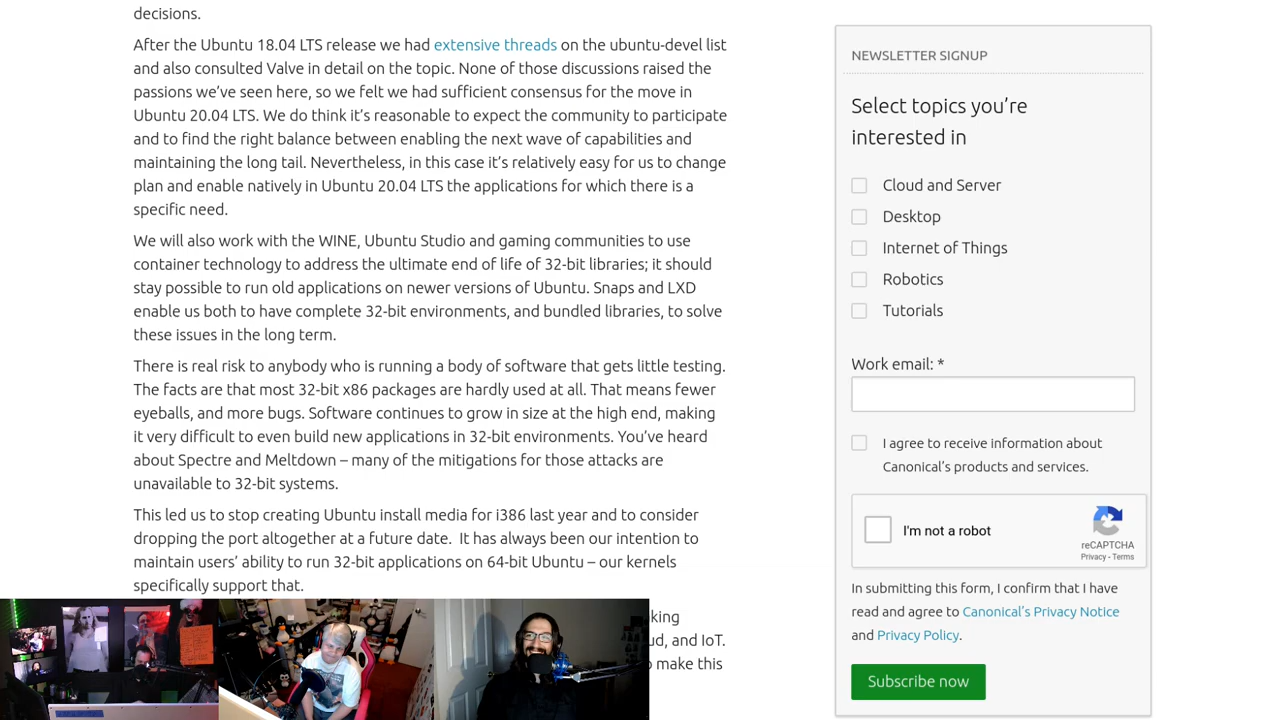 decisions.
After the Ubuntu 18.04 LTS release we had extensive threads on the ubuntu-devel list
and also consulted Valve in detail on the topic. None of those discussions raised the
passions we’ve seen here, so we felt we had sufficient consensus for the move in
Ubuntu 20.04 LTS. We do think it’s reasonable to expect the community to participate
and to find the right balance between enabling the next wave of capabilities and
maintaining the long tail. Nevertheless, in this case it’s relatively easy for us to change
plan and enable natively in Ubuntu 20.04 LTS the applications for which there is a
specific need.
We will also work with the WINE, Ubuntu Studio and gaming communities to use
container technology to address the ultimate end of life of 32-bit libraries; it should
stay possible to run old applications on newer versions of Ubuntu. Snaps and LXD
enable us both to have complete 32-bit environments, and bundled libraries, to solve
these issues in the long term.
There is real risk to anybody who is running a body of software that gets little testing.
The facts are that most 32-bit x86 packages are hardly used at all. That means fewer
eyeballs, and more bugs. Software continues to grow in size at the high end, making
it very difficult to even build new applications in 32-bit environments. You’ve heard
about Spectre and Meltdown – many of the mitigations for those attacks are
unavailable to 32-bit systems.
This led us to stop creating Ubuntu install media for i386 last year and to consider
dropping the port altogether at a future date.  It has always been our intention to
maintain users’ ability to run 32-bit applications on 64-bit Ubuntu – our kernels
specifically support that.
king
ud, and IoT.
o make this
NEWSLETTER SIGNUP
Select topics you’re
interested in
Cloud and Server
Desktop
Internet of Things
Robotics
Tutorials
Work email: *
I agree to receive information about
Canonical’s products and services.
I'm not a robot
reCAPTCHA
Privacy - Terms
In submitting this form, I confirm that I have
read and agree to Canonical’s Privacy Notice
and Privacy Policy.
Subscribe now